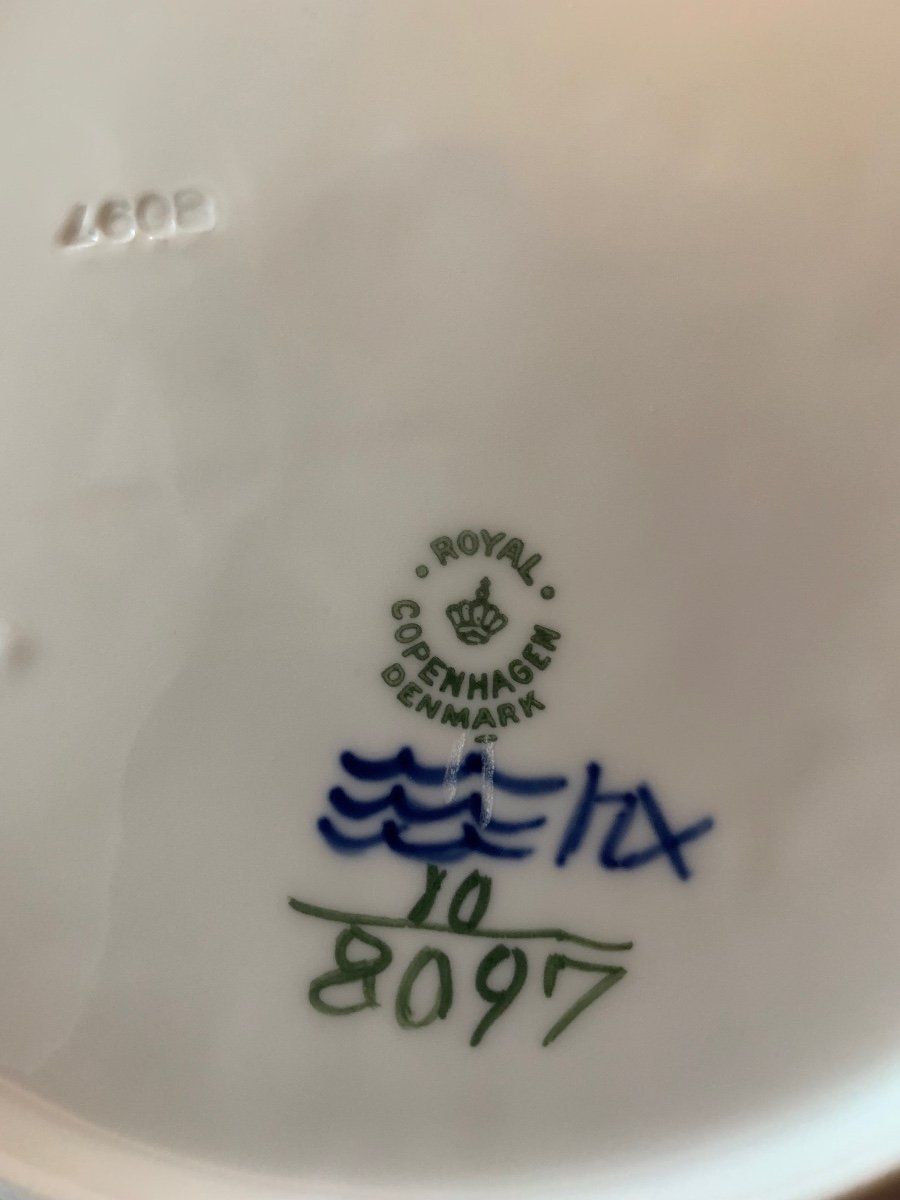 8097
ROYAL
COPENHAGEN
DENMARK
10
8097